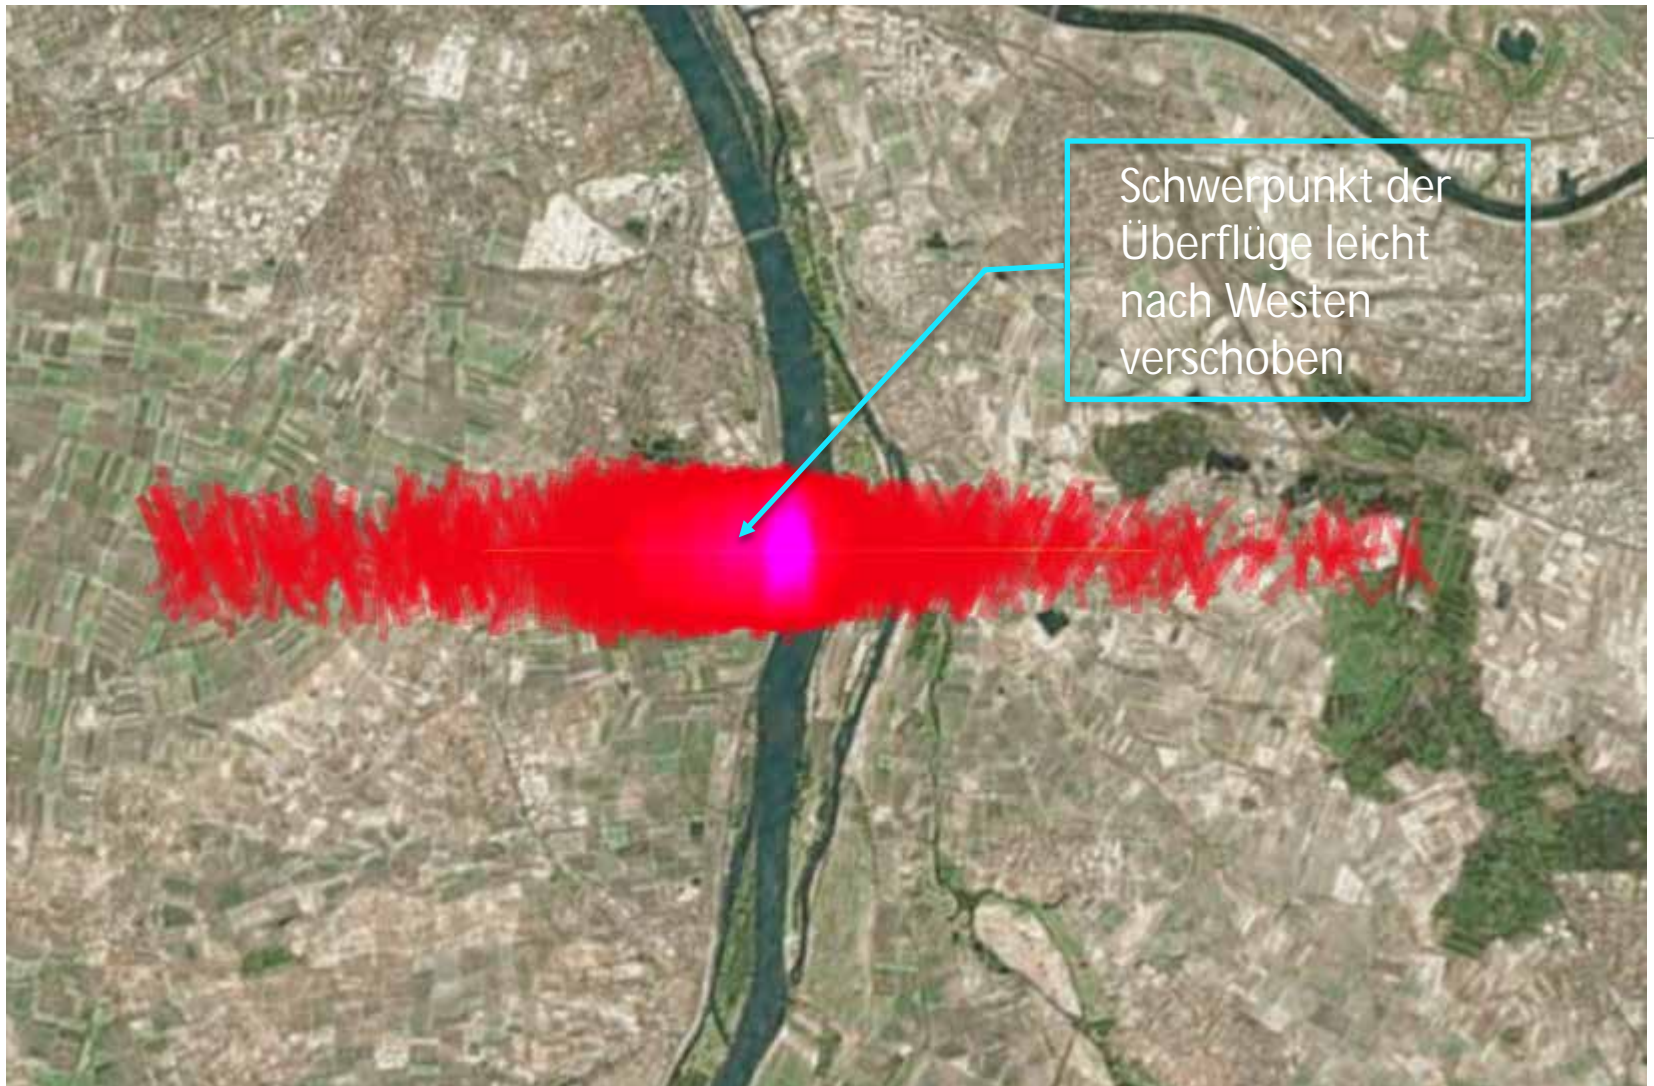 Schwerpunkt der
Überflüge leicht
nach Westen
verschoben